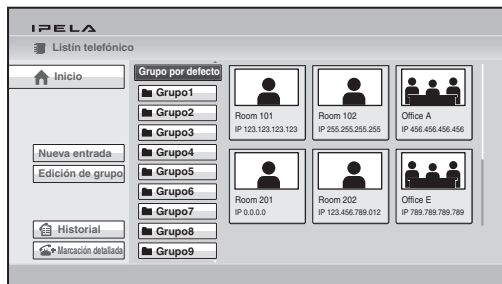 IPELA
Listín telefónico
Inicio
Nueva entrada
Edición de grupo
Historial
Marcación detallada
Grupo por defecto
Grupo1
Grupo2
Grupo3
Grupo4
Grupo5
Grupo6
Grupo7
Grupo8
Grupo9
Room 101
IP 123.123.123.123
Room 102
IP 255.255.255.255
Office A
IP 456.456.456.456
Room 201
IP 0.0.0.0
Room 202
IP 123.456.789.012
Office E
IP 789.789.789.789